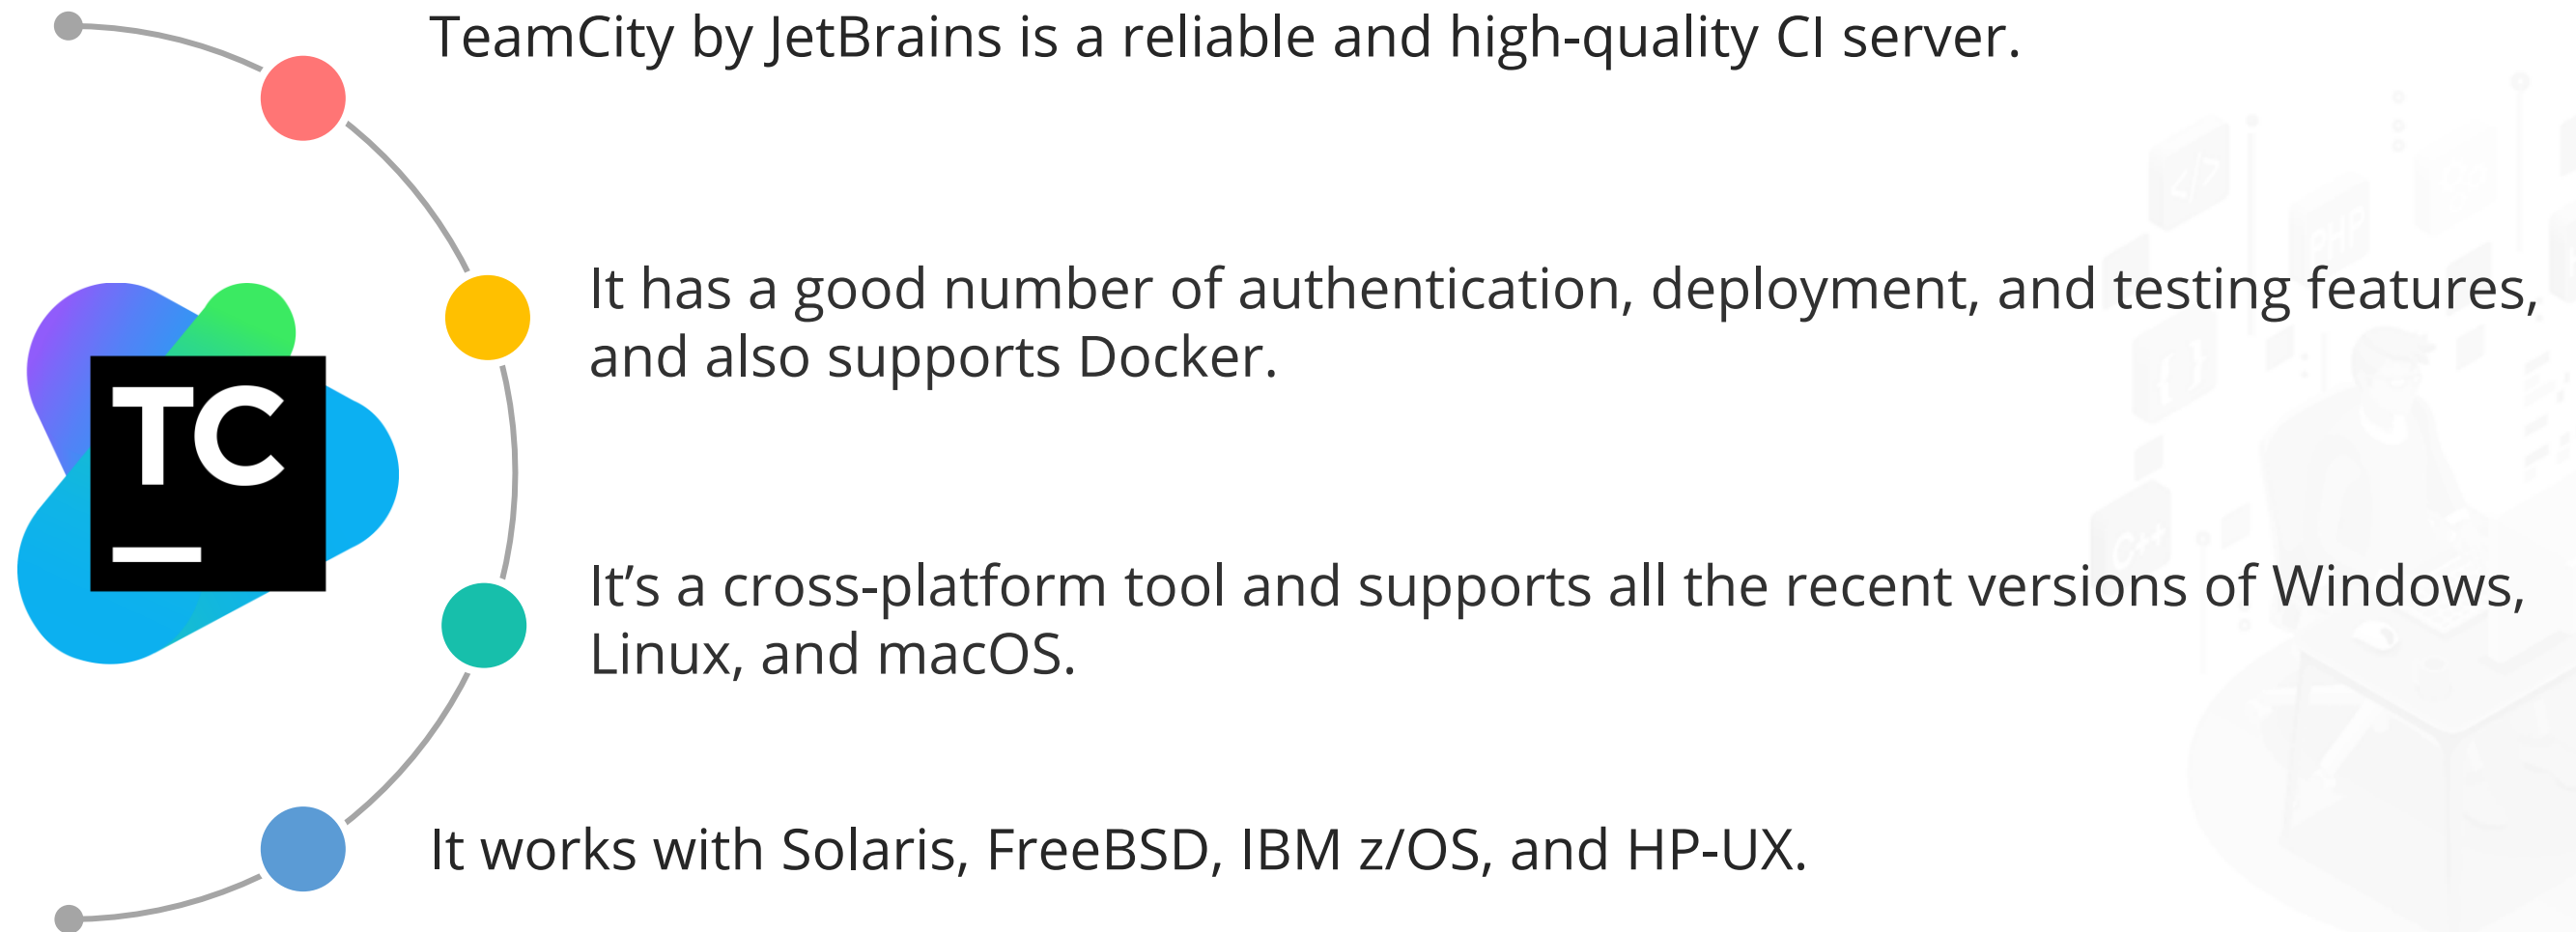 TeamCity by JetBrains is a reliable and high-quality CI server.
It has a good number of authentication, deployment, and testing features,
and also supports Docker.
TC
It’s a cross-platform tool and supports all the recent versions of Windows,
Linux, and macOS.
It works with Solaris, FreeBSD, IBM z/OS, and HP-UX.
</>
PHP
{ }
C++